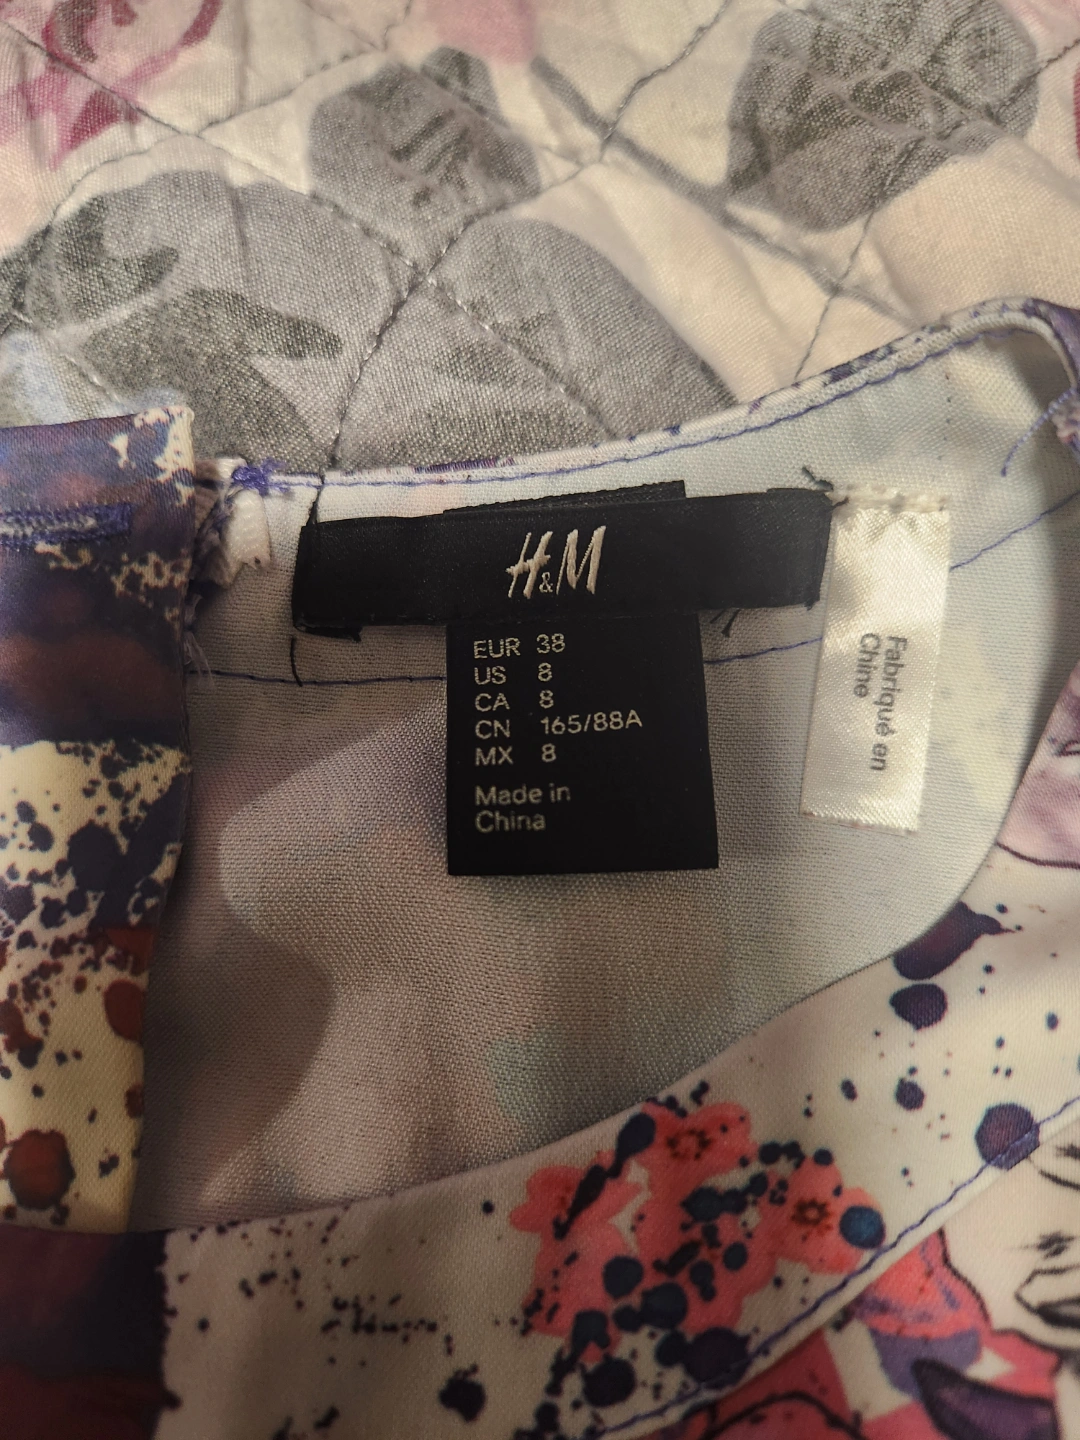 H&M
EUR 38
US 8
CA 8
CN 165/88A
MX 8
Made in
China
Fabriqué en
Chine